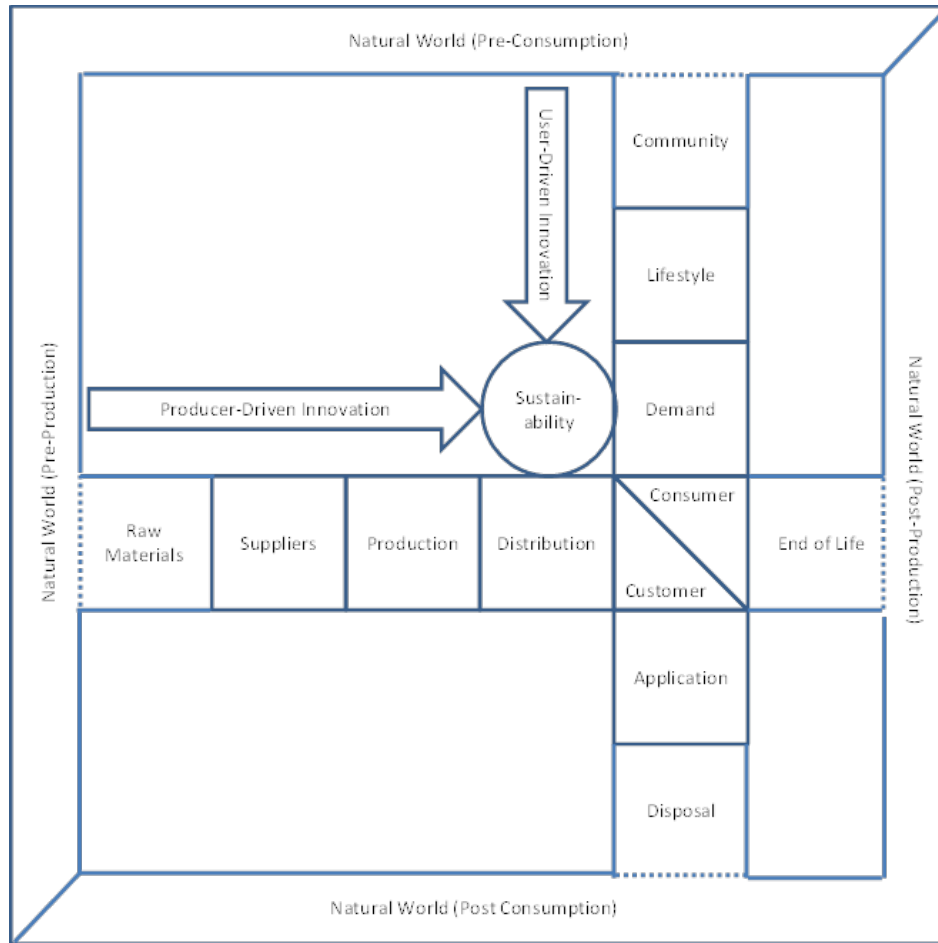 Natural World (Pre-Consumption)
User-Driven Innovation
Community
Lifestyle
Natural World (Pre-Production)
Producer-Driven Innovation
Sustain-
ability
Demand
Natural World (Post-Production)
Raw
Materials
Suppliers
Production
Distribution
Consumer
Customer
End of Life
Application
Disposal
Natural World (Post Consumption)